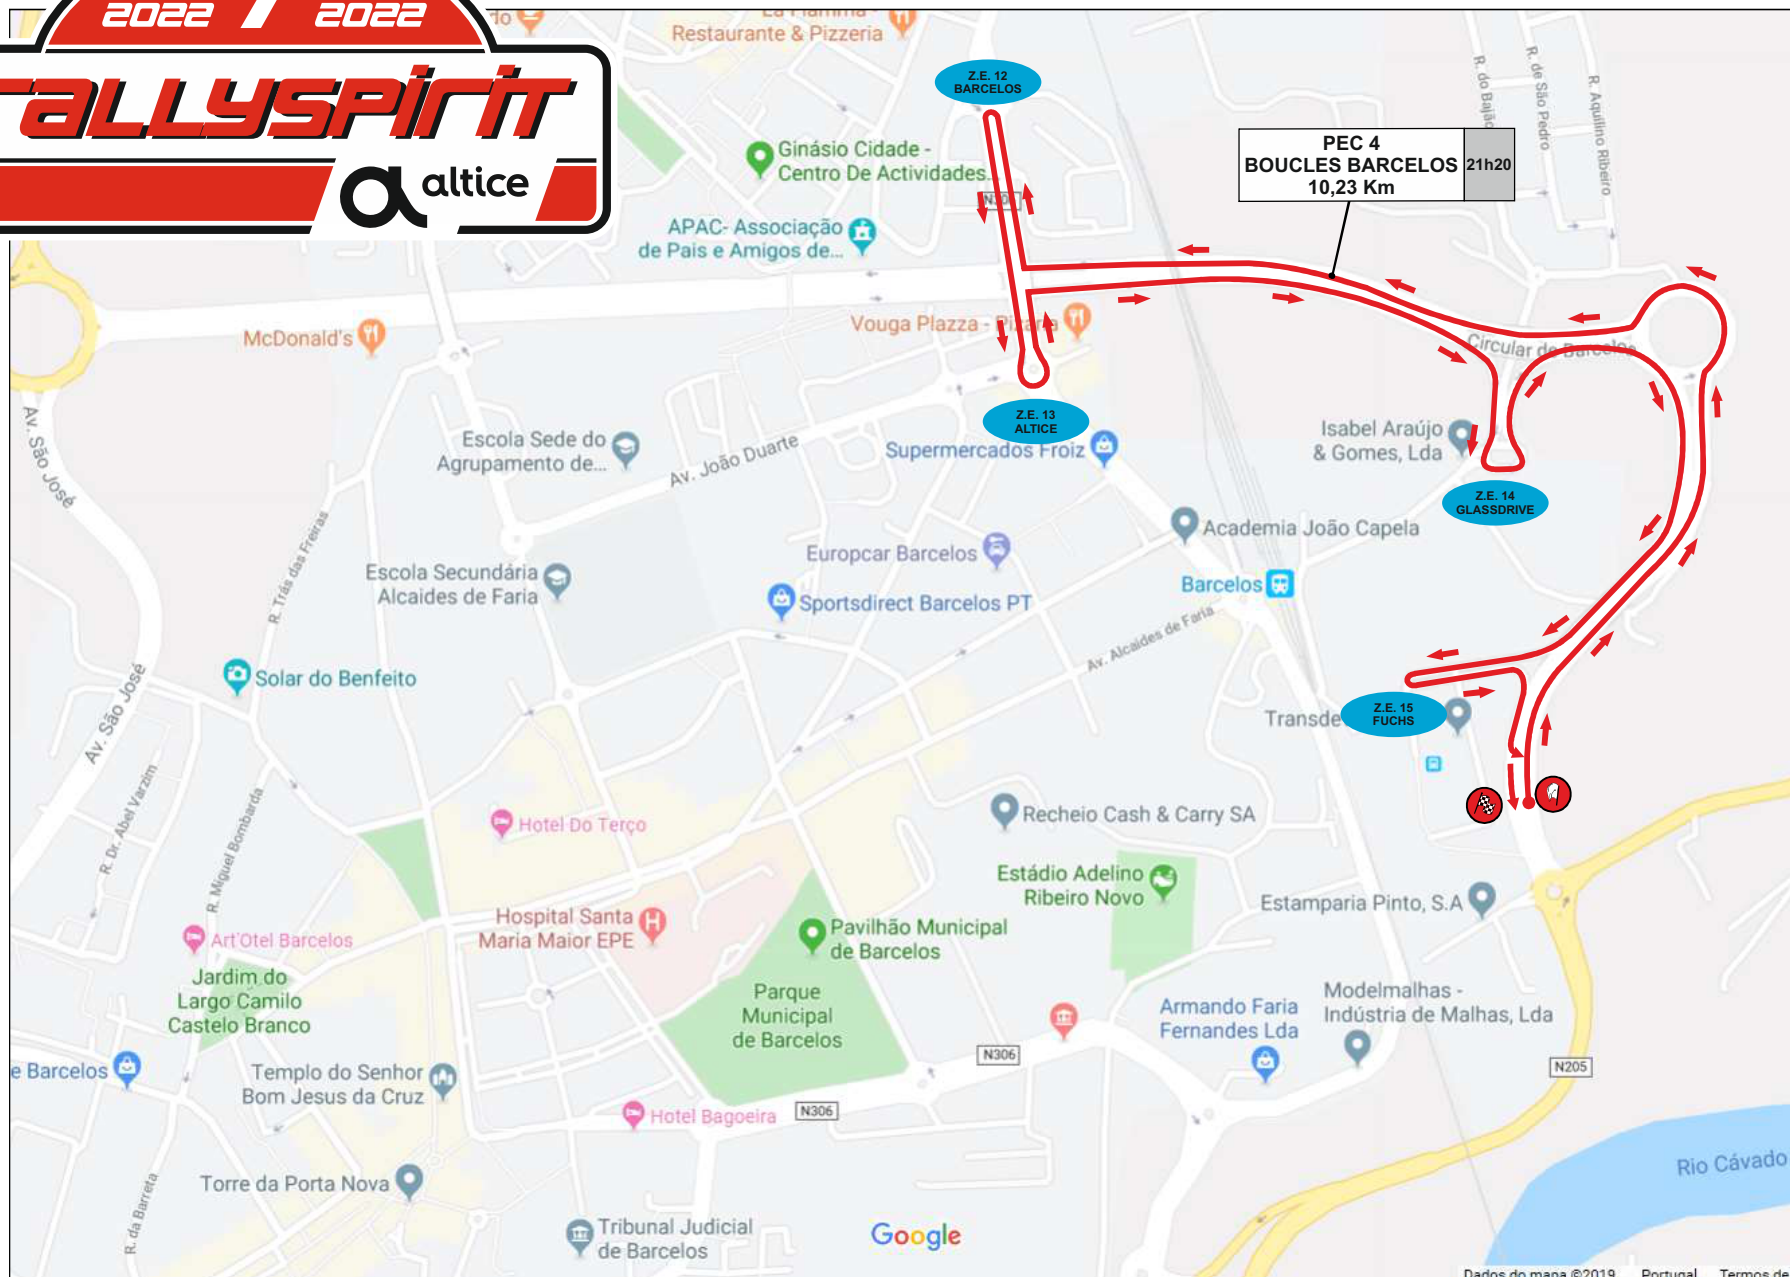 2022 / 2022
rallyspirit
altice
Restaurante & Pizzeria
Z.E. 12
BARCELOS
Ginásio Cidade -
Centro De Actividades...
APAC- Associação
de Pais e Amigos de...
PEC 4
BOUCLES BARCELOS
10,23 Km
21h20
R. do Bajão
R. de São Pedro
R. Aquilino Ribeiro
McDonald's
Vouga Plazza - Pizaria
Circular de Barcelos
Z.E. 13
ALTICE
Supermercados Froiz
Isabel Araújo
& Gomes, Lda
Z.E. 14
GLASSDRIVE
Av. São José
Escola Sede do
Agrupamento de...
Av. João Duarte
Academia João Capela
R. Trás das Freiras
Europcar Barcelos
Escola Secundária
Alcaides de Faria
Sportsdirect Barcelos PT
Barcelos
Av. Alcaides de Faria
Solar do Benfeito
Av. São José
Transde
Z.E. 15
FUCHS
R. Dr. Abel Varzim
R. Miguel Bombarda
Hotel Do Terço
Recheio Cash & Carry SA
Estádio Adelino
Ribeiro Novo
Estamparia Pinto, S.A
Hospital Santa
Maria Maior EPE
Pavilhão Municipal
de Barcelos
Art'Otel Barcelos
Jardim do
Largo Camilo
Castelo Branco
Parque
Municipal
de Barcelos
Armando Faria
Fernandes Lda
Modelmalhas -
Indústria de Malhas, Lda
N306
N205
e Barcelos
Templo do Senhor
Bom Jesus da Cruz
Hotel Bagoeira
N306
Rio Cávado
Torre da Porta Nova
R. da Barreta
Tribunal Judicial
de Barcelos
Google
Dados do mapa ©2019 Portugal Termos de